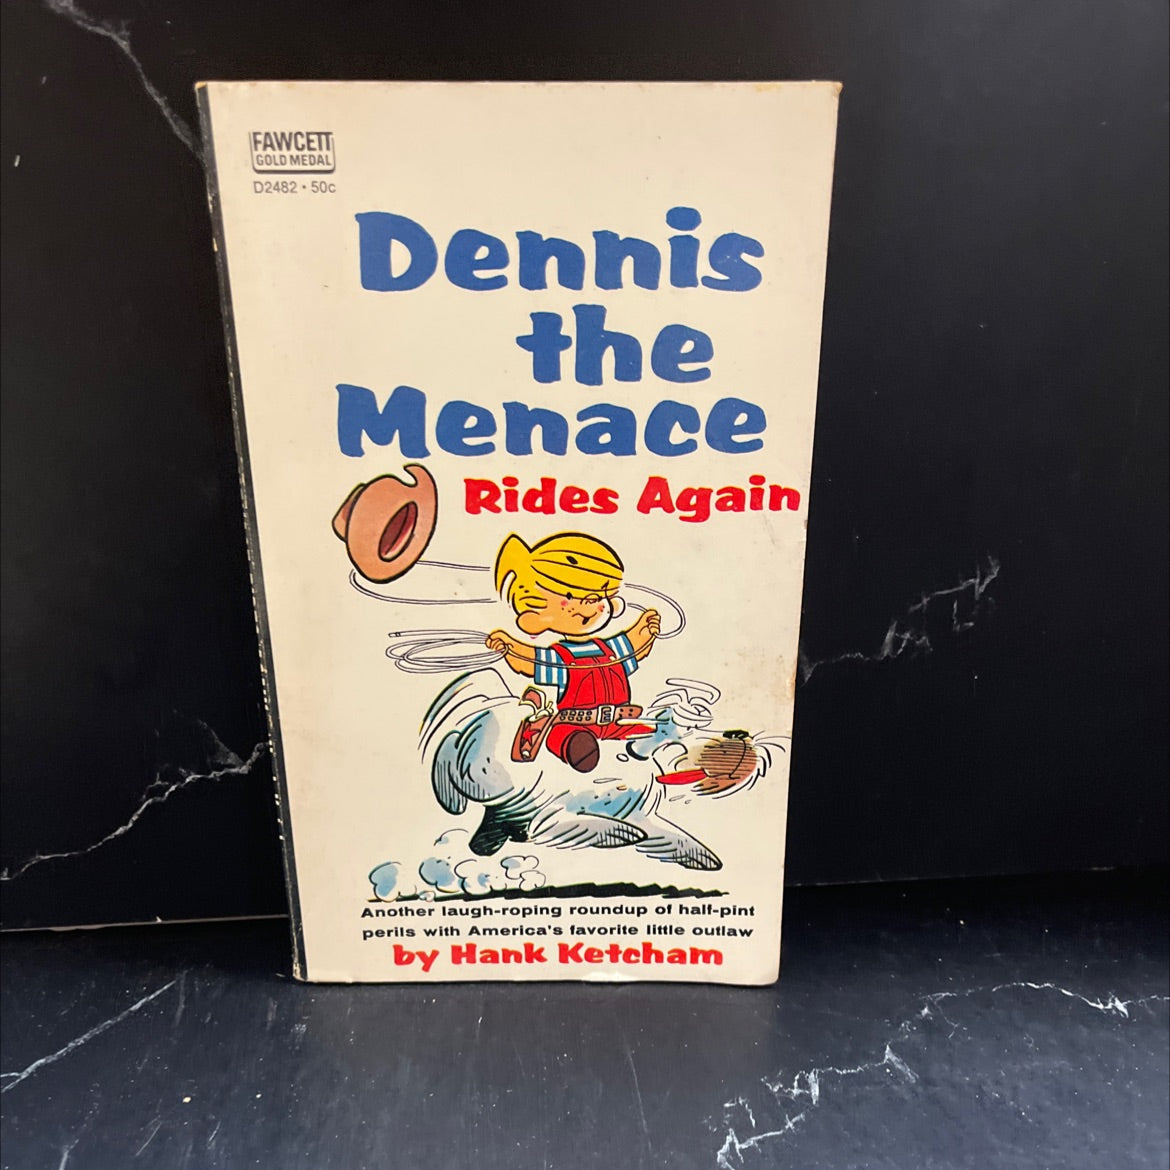 FAWCETT
GOLD MEDAL
D2482 • 50c
Dennis
the
Menace
Rides Again
Another laugh-roping roundup of half-pint
perils with America's favorite little outlaw
by Hank Ketcham